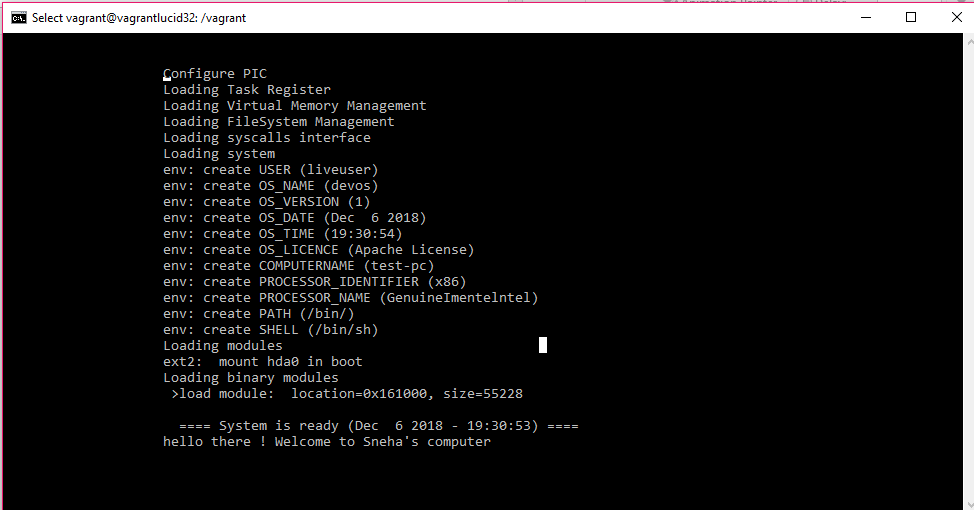 Select vagrant@vagrantlucid32: /vagrant
Configure PIC
Loading Task Register
Loading Virtual Memory Management
Loading FileSystem Management
Loading syscalls interface
Loading system
env: create USER (liveuser)
env: create OS_NAME (devos)
env: create OS_VERSION (1)
env: create OS_DATE (Dec  6 2018)
env: create OS_TIME (19:30:54)
env: create OS_LICENCE (Apache License)
env: create COMPUTERNAME (test-pc)
env: create PROCESSOR_IDENTIFIER (x86)
env: create PROCESSOR_NAME (GenuineImentelntel)
env: create PATH (/bin/)
env: create SHELL (/bin/sh)
Loading modules
ext2:  mount hda0 in boot
Loading binary modules
 >load module:  location=0x161000, size=55228
==== System is ready (Dec  6 2018 - 19:30:53) ====
hello there ! Welcome to Sneha's computer